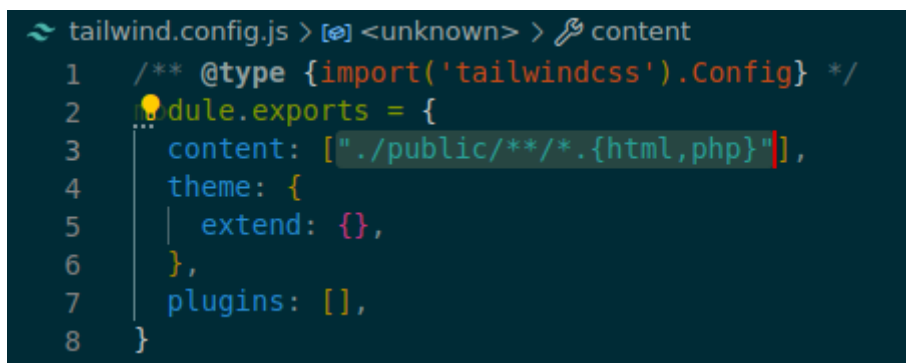 tailwind.config.js > <unknown> > content
1 /** @type {import('tailwindcss').Config} */
2 module.exports = {
3 content: ["./public/**/*.{html,php}"],
4 theme: {
5 extend: {},
6 },
7 plugins: [],
8 }